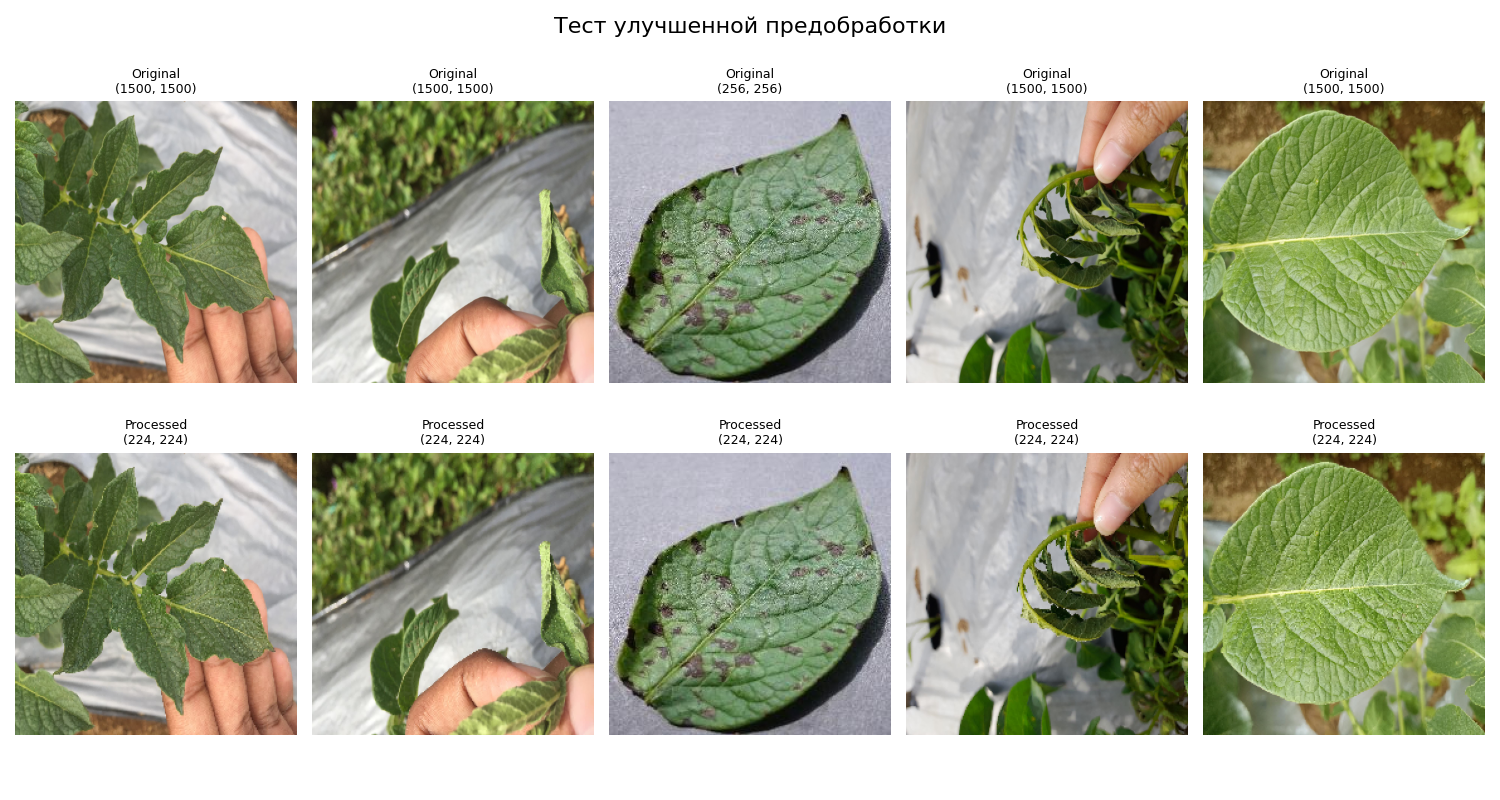 Тест улучшенной предобработки
Original
(1500, 1500)
Original
(1500, 1500)
Original
(256, 256)
Original
(1500, 1500)
Original
(1500, 1500)
Processed
(224, 224)
Processed
(224, 224)
Processed
(224, 224)
Processed
(224, 224)
Processed
(224, 224)